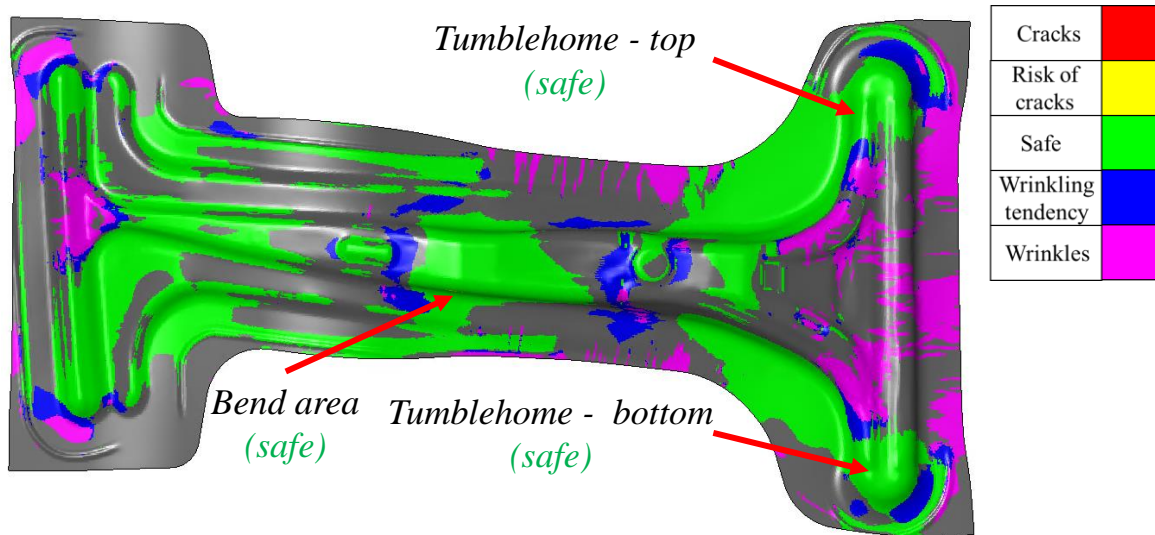 Tumblehome - top
(safe)
Bend area
(safe)
Tumblehome - bottom
(safe)
Cracks
Risk of
cracks
Safe
Wrinkling
tendency
Wrinkles